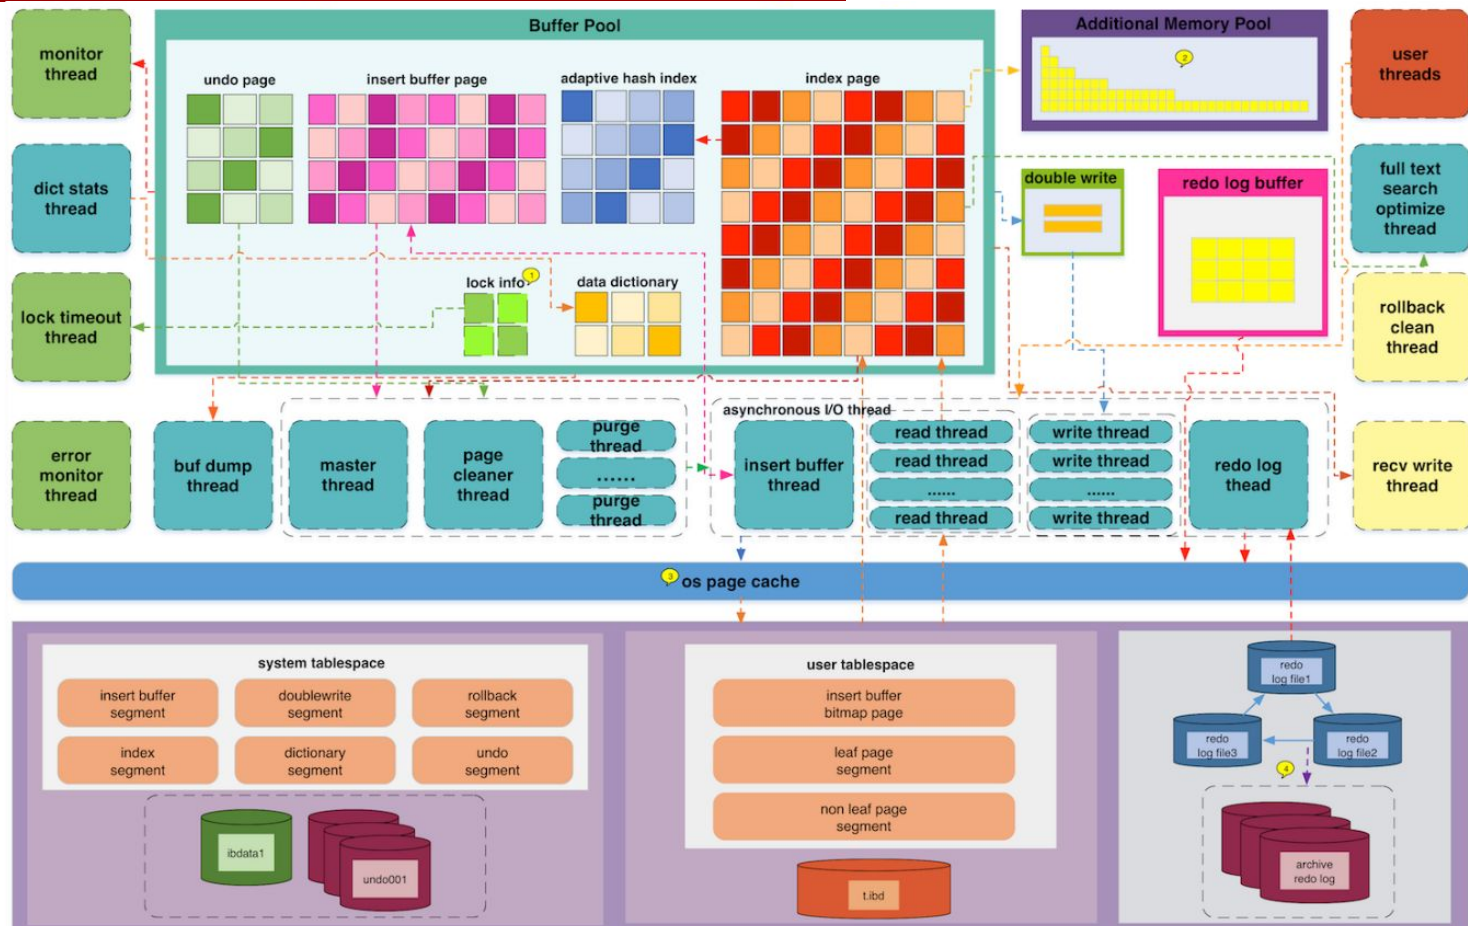 Buffer Pool
Additional Memory Pool
monitor
thread
user
threads
undo page
insert buffer page
adaptive hash index
index page
2
dict stats
thread
double write
redo log buffer
full text
search
optimize
thread
lock info
1
data dictionary
lock timeout
thread
rollback
clean
thread
asynchronous I/O thread
error
monitor
thread
buf dump
thread
master
thread
page
cleaner
thread
purge
thread
......
purge
thread
insert buffer
thread
read thread
read thread
......
read thread
write thread
write thread
......
write thread
redo log
thead
recv write
thread
3
os page cache
system tablespace
insert buffer
segment
doublewrite
segment
rollback
segment
index
segment
dictionary
segment
undo
segment
ibdata1
undo001
user tablespace
insert buffer
bitmap page
leaf page
segment
non leaf page
segment
t.ibd
redo
log file1
redo
log file3
redo
log file2
4
archive
redo log